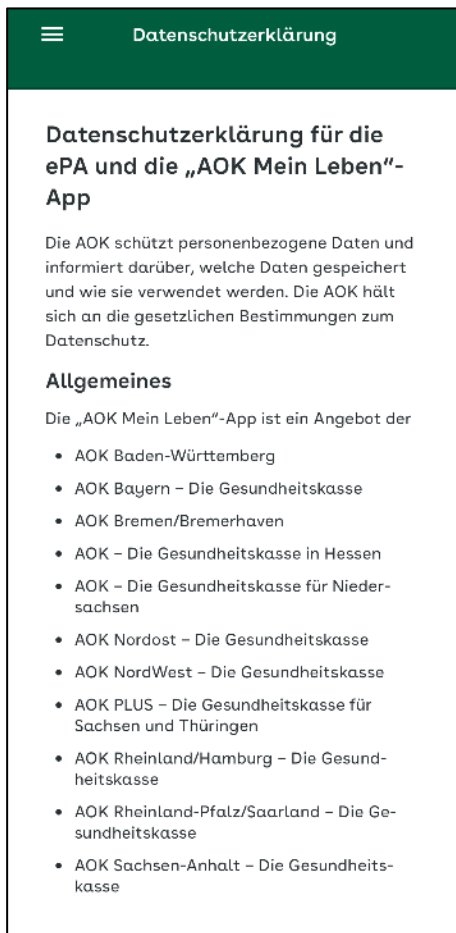 Datenschutzerklärung
Datenschutzerklärung für die
ePA und die „AOK Mein Leben“-
App
Die AOK schützt personenbezogene Daten und
informiert darüber, welche Daten gespeichert
und wie sie verwendet werden. Die AOK hält
sich an die gesetzlichen Bestimmungen zum
Datenschutz.
Allgemeines
Die „AOK Mein Leben“-App ist ein Angebot der
• AOK Baden-Württemberg
• AOK Bayern – Die Gesundheitskasse
• AOK Bremen/Bremerhaven
• AOK – Die Gesundheitskasse in Hessen
• AOK – Die Gesundheitskasse für Nieder-
sachsen
• AOK Nordost – Die Gesundheitskasse
• AOK NordWest – Die Gesundheitskasse
• AOK PLUS – Die Gesundheitskasse für
Sachsen und Thüringen
• AOK Rheinland/Hamburg – Die Gesund-
heitskasse
• AOK Rheinland-Pfalz/Saarland – Die Ge-
sundheitskasse
• AOK Sachsen-Anhalt – Die Gesundheits-
kasse